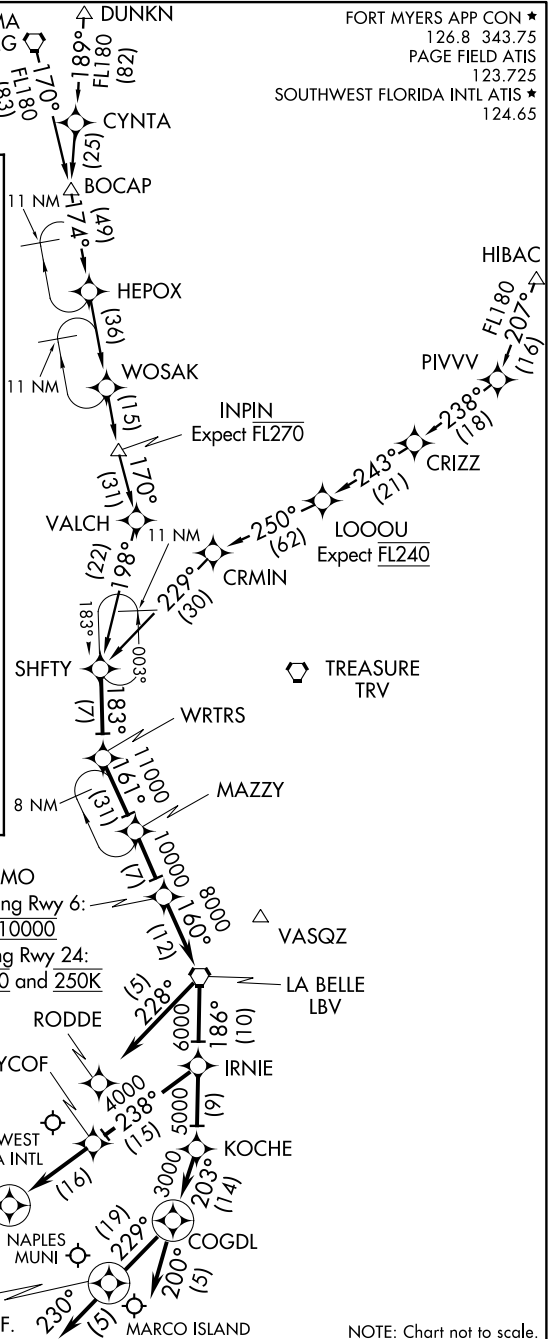 FORT MYERS APP CON ★
126.8 343.75
PAGE FIELD ATIS
123.725
SOUTHWEST FLORIDA INTL ATIS ★
124.65
MA
G
DUNKN
189°
FL180
(82)
170°
FL180
(83)
CYNTA
(25)
BOCAP
174°
(49)
11 NM
HEPOX
(36)
11 NM
WOSAK
(15)
INPIN
Expect FL270
170°
(31)
VALCH
198°
(22)
11 NM
HIBAC
FL180
207°
(16)
PIVVV
238°
(18)
CRIZZ
243°
(21)
LOOOU
Expect FL240
250°
(62)
CRMIN
229°
(30)
183°
003°
SHFTY
TREASURE
TRV
183°
(7)
WRTRS
11000
161°
(31)
8 NM
MAZZY
10000
(7)
MO
ng Rwy 6:
10000
ng Rwy 24:
0 and 250K
8000
160°
(12)
VASQZ
LA BELLE
LBV
(5)
228°
6000
186°
(10)
RODDE
IRNIE
YCOF
4000
238°
(15)
5000
(9)
WEST
A INTL
(16)
KOCHE
3000
203°
(14)
NAPLES
MUNI
(19)
229°
COGDL
200°
(5)
230°
(5)
F.
MARCO ISLAND
NOTE: Chart not to scale.